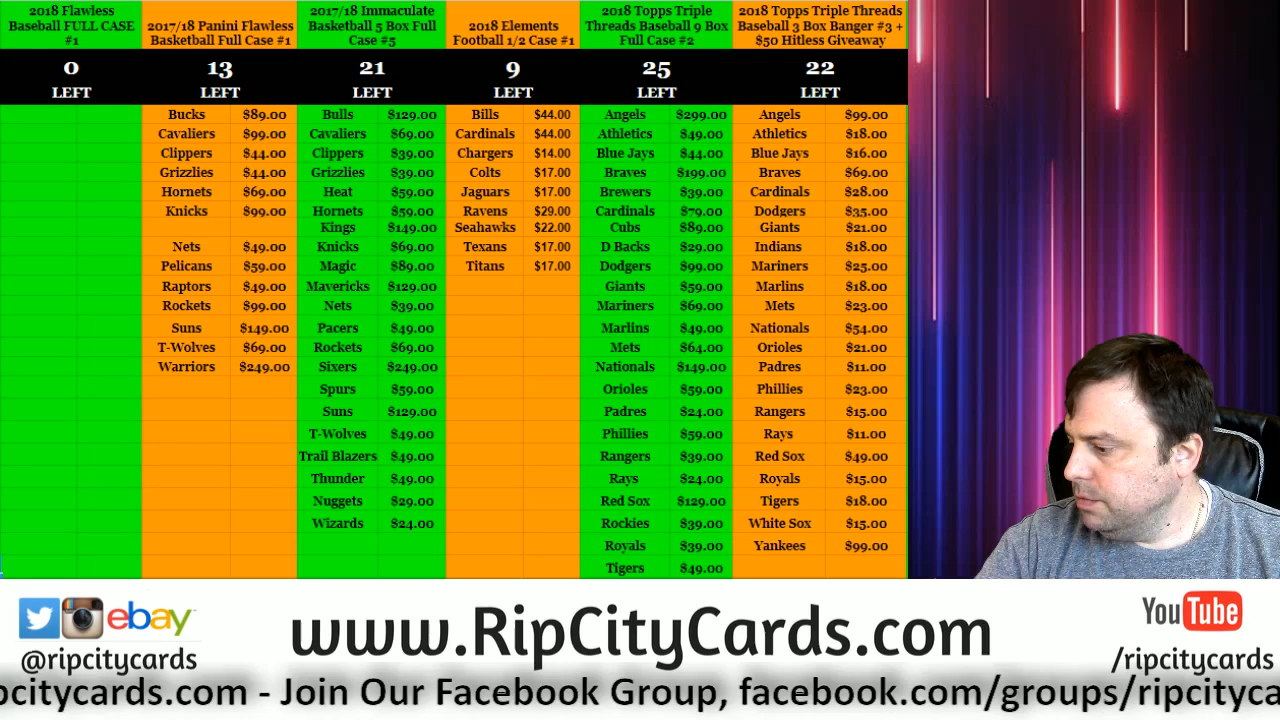 2018 Flawless
Baseball FULL CASE
#1
0
LEFT
2017/18 Panini Flawless
Basketball Full Case #1
13
LEFT
Bucks $89.00
Cavaliers $99.00
Clippers $44.00
Grizzlies $44.00
Hornets $69.00
Knicks $99.00
Nets $49.00
Pelicans $59.00
Raptors $49.00
Rockets $99.00
Suns $149.00
T-Wolves $69.00
Warriors $249.00
2017/18 Immaculate
Basketball 5 Box Full
Case #5
21
LEFT
Bulls $129.00
Cavaliers $69.00
Clippers $39.00
Grizzlies $39.00
Heat $59.00
Hornets $59.00
Kings $149.00
Knicks $69.00
Magic $89.00
Mavericks $129.00
Nets $39.00
Pacers $49.00
Rockets $69.00
Sixers $249.00
Spurs $59.00
Suns $129.00
T-Wolves $49.00
Trail Blazers $49.00
Thunder $49.00
Nuggets $29.00
Wizards $24.00
2018 Elements
Football 1/2 Case #1
9
LEFT
Bills $44.00
Cardinals $44.00
Chargers $14.00
Colts $17.00
Jaguars $17.00
Ravens $29.00
Seahawks $22.00
Texans $17.00
Titans $17.00
2018 Topps Triple
Threads Baseball 9 Box
Full Case #2
25
LEFT
Angels $299.00
Athletics $49.00
Blue Jays $44.00
Braves $199.00
Brewers $39.00
Cardinals $79.00
Cubs $89.00
D Backs $29.00
Dodgers $99.00
Giants $59.00
Mariners $69.00
Marlins $49.00
Mets $64.00
Nationals $149.00
Orioles $59.00
Padres $24.00
Phillies $59.00
Rangers $39.00
Rays $24.00
Red Sox $129.00
Rockies $39.00
Royals $39.00
Tigers $49.00
2018 Topps Triple Threads
Baseball 3 Box Banger #3 +
$50 Hitless Giveaway
22
LEFT
Angels $99.00
Athletics $18.00
Blue Jays $16.00
Braves $69.00
Cardinals $28.00
Dodgers $35.00
Giants $21.00
Indians $18.00
Mariners $25.00
Marlins $18.00
Mets $23.00
Nationals $54.00
Orioles $21.00
Padres $11.00
Phillies $23.00
Rangers $15.00
Rays $11.00
Red Sox $49.00
Royals $15.00
Tigers $18.00
White Sox $15.00
Yankees $99.00
ebay
@ripcitycards
www.RipCityCards.com
YouTube
/ripcitycards
pcitycards.com - Join Our Facebook Group, facebook.com/groups/ripcityca